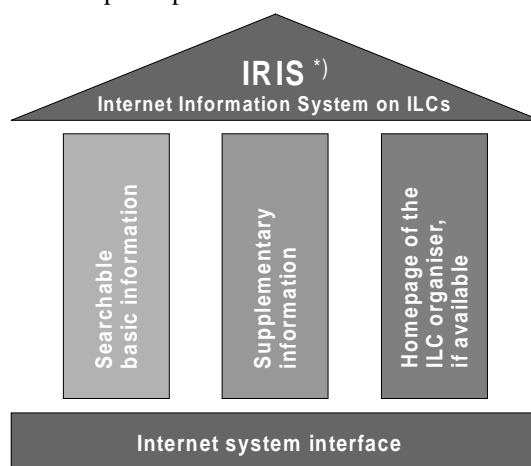 IRIS *)
Internet Information System on ILCs
Searchable
basic information
Supplementary
information
Homepage of the
ILC organiser,
if available
Internet system interface